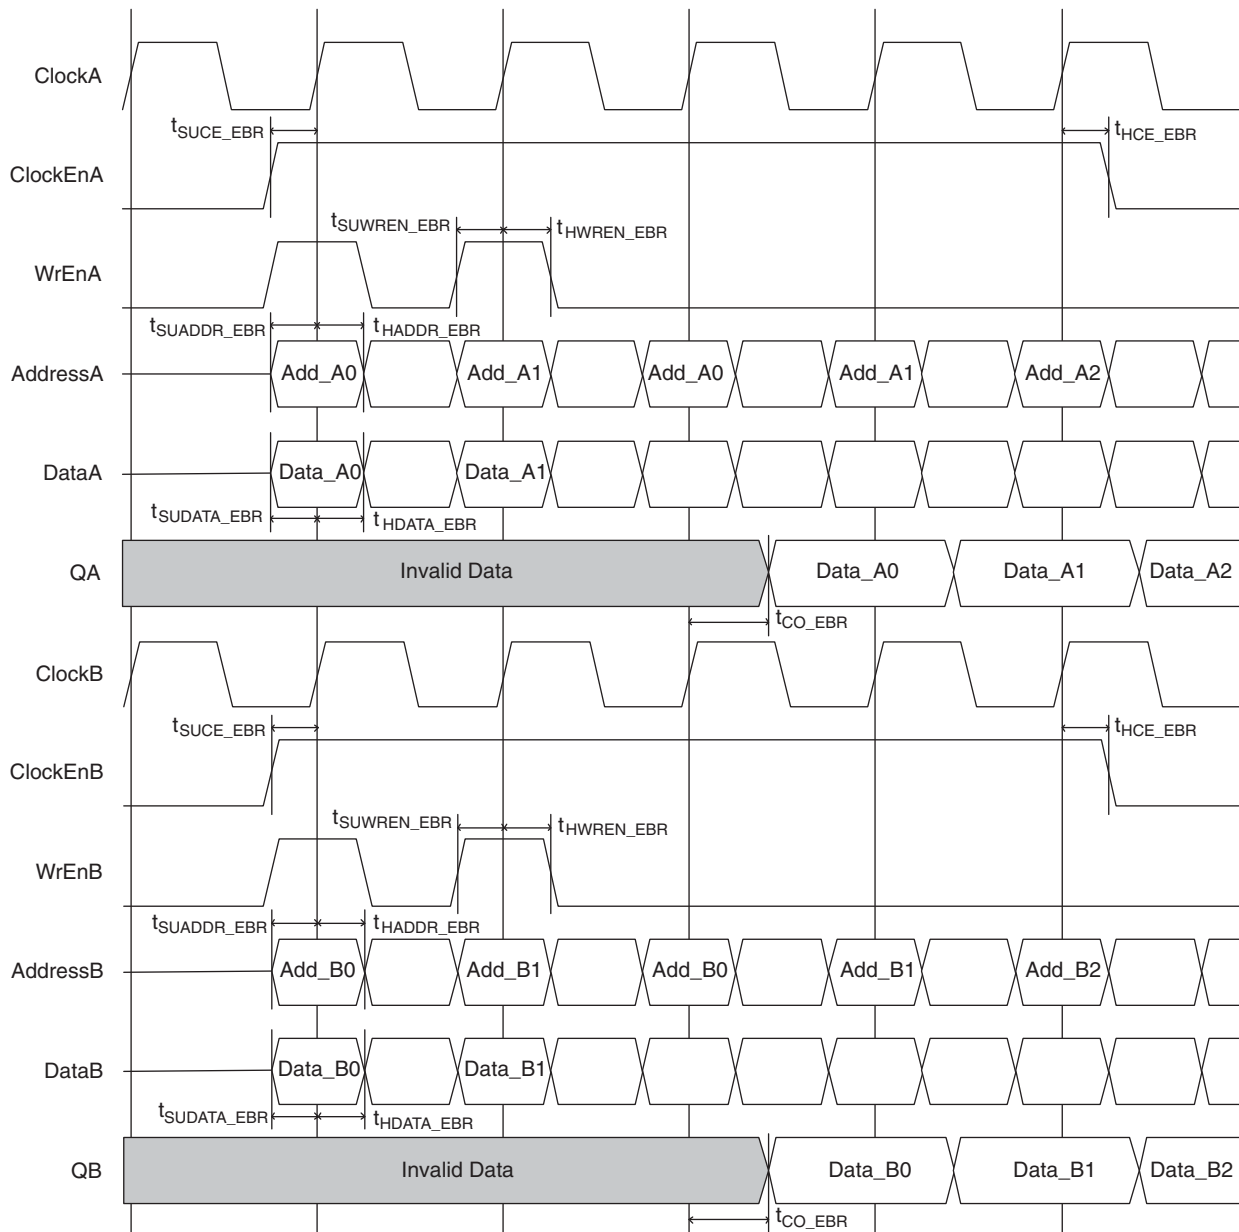 ClockA
tSUCE_EBR tHCE_EBR
ClockEnA
tSUWREN_EBR tHWREN_EBR
WrEnA
tSUADDR_EBR tHADDR_EBR
AddressA Add_A0 Add_A1 Add_A0 Add_A1 Add_A2
DataA Data_A0 Data_A1
tSUDATA_EBR tHDATA_EBR
QA Invalid Data Data_A0 Data_A1 Data_A2
tCO_EBR
ClockB
tSUCE_EBR tHCE_EBR
ClockEnB
tSUWREN_EBR tHWREN_EBR
WrEnB
tSUADDR_EBR tHADDR_EBR
AddressB Add_B0 Add_B1 Add_B0 Add_B1 Add_B2
DataB Data_B0 Data_B1
tSUDATA_EBR tHDATA_EBR
QB Invalid Data Data_B0 Data_B1 Data_B2
tCO_EBR